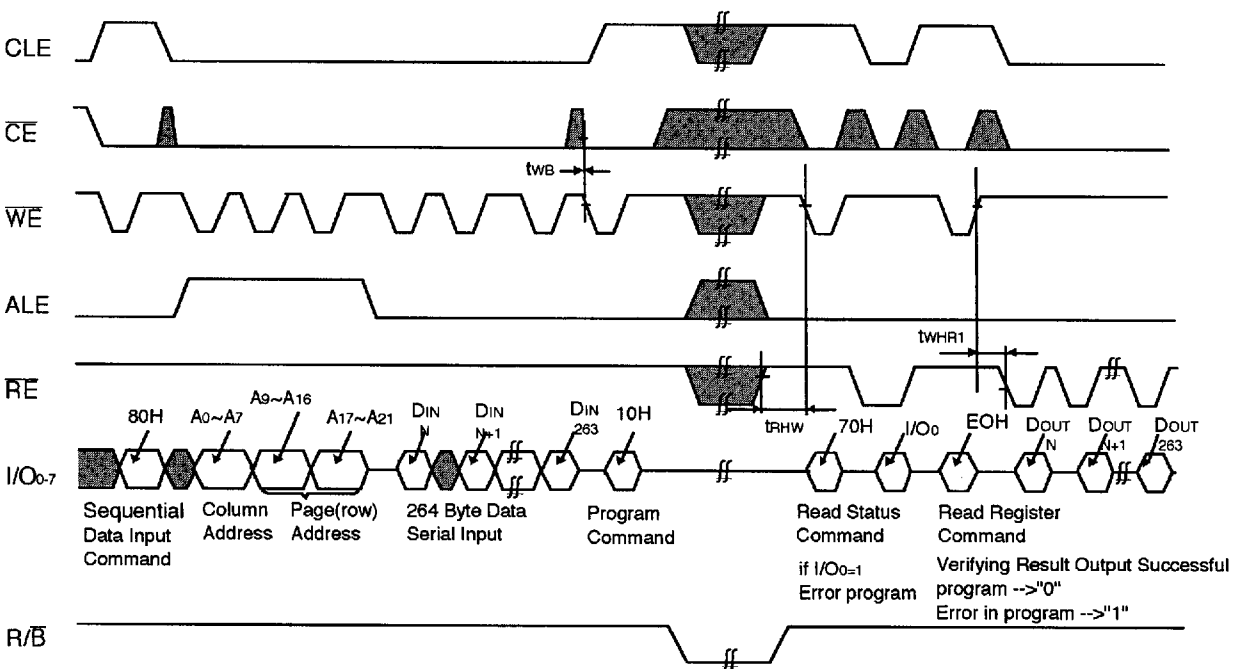 CLE
CE
tWB
WE
ALE
tWHR1
RE
tRHW
80H
A0~A7
A9~A16
A17~A21
DIN
N
DIN
N+1
DIN
263
10H
70H
I/O0
EOH
DOUT
N
DOUT
N+1
DOUT
263
I/O0-7
Sequential
Data Input
Command
Column
Address
Page(row)
Address
264 Byte Data
Serial Input
Program
Command
Read Status
Command
if I/O0=1
Error program
Read Register
Command
Verifying Result Output Successful
program -->"0"
Error in program -->"1"
R/B